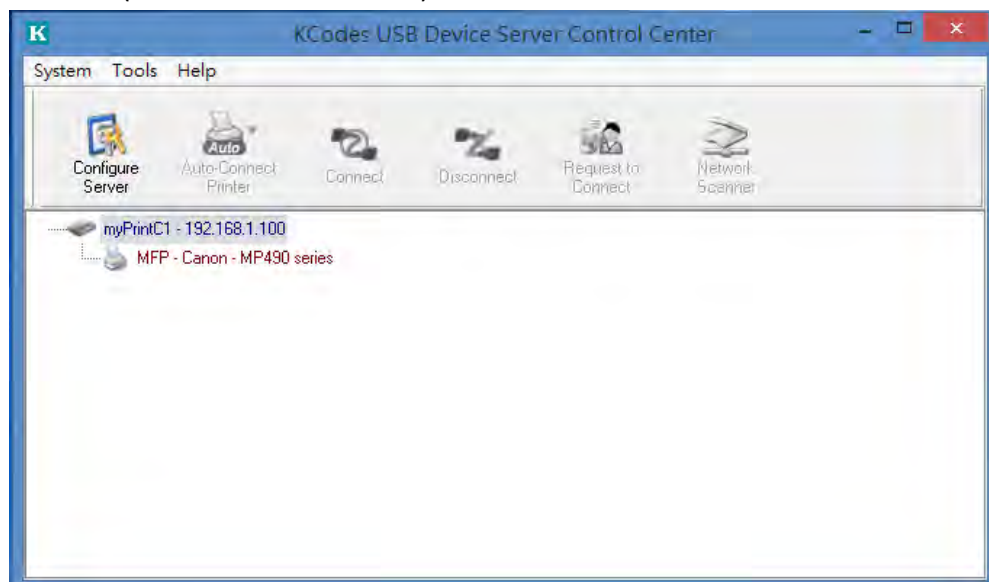 K KCodes USB Device Server Control Center
System Tools Help
Auto
Configure Server
Auto-Connect Printer
Connect
Disconnect
Request to Connect
Network Scanner
myPrintC1 - 192.168.1.100
MFP - Canon - MP490 series